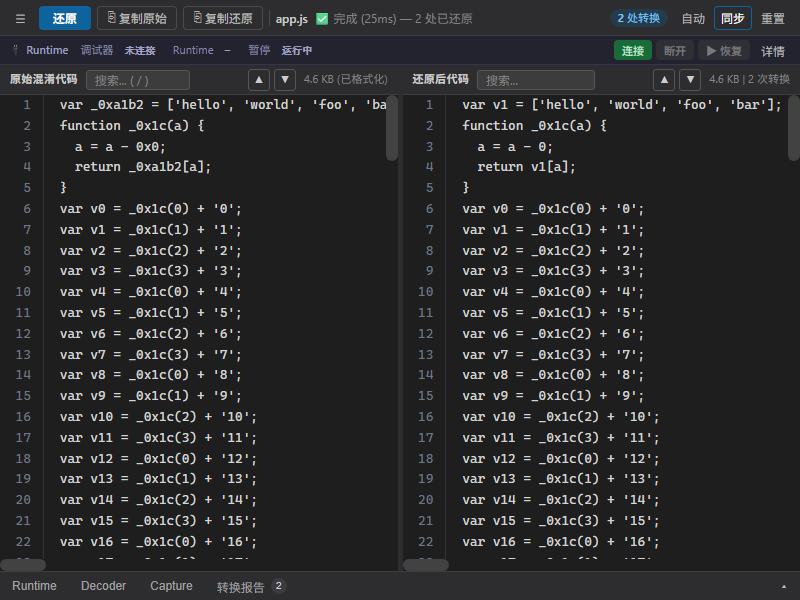 ☰ 还原 复制原始 复制还原 app.js ✅ 完成 (25ms) — 2 处已还原 2 处转换 自动 同步 重置
Runtime 调试器 未连接 Runtime – 暂停 运行中 连接 断开 ▶ 恢复 详情
原始混淆代码 搜索... ( / ) ▲ ▼ 4.6 KB (已格式化)
1 var _0xa1b2 = ['hello', 'world', 'foo', 'ba
2 function _0x1c(a) {
3 a = a - 0x0;
4 return _0xa1b2[a];
5 }
6 var v0 = _0x1c(0) + '0';
7 var v1 = _0x1c(1) + '1';
8 var v2 = _0x1c(2) + '2';
9 var v3 = _0x1c(3) + '3';
10 var v4 = _0x1c(0) + '4';
11 var v5 = _0x1c(1) + '5';
12 var v6 = _0x1c(2) + '6';
13 var v7 = _0x1c(3) + '7';
14 var v8 = _0x1c(0) + '8';
15 var v9 = _0x1c(1) + '9';
16 var v10 = _0x1c(2) + '10';
17 var v11 = _0x1c(3) + '11';
18 var v12 = _0x1c(0) + '12';
19 var v13 = _0x1c(1) + '13';
20 var v14 = _0x1c(2) + '14';
21 var v15 = _0x1c(3) + '15';
22 var v16 = _0x1c(0) + '16';
还原后代码 搜索... ▲ ▼ 4.6 KB | 2 次转换
1 var v1 = ['hello', 'world', 'foo', 'bar'];
2 function _0x1c(a) {
3 a = a - 0;
4 return v1[a];
5 }
6 var v0 = _0x1c(0) + '0';
7 var v1 = _0x1c(1) + '1';
8 var v2 = _0x1c(2) + '2';
9 var v3 = _0x1c(3) + '3';
10 var v4 = _0x1c(0) + '4';
11 var v5 = _0x1c(1) + '5';
12 var v6 = _0x1c(2) + '6';
13 var v7 = _0x1c(3) + '7';
14 var v8 = _0x1c(0) + '8';
15 var v9 = _0x1c(1) + '9';
16 var v10 = _0x1c(2) + '10';
17 var v11 = _0x1c(3) + '11';
18 var v12 = _0x1c(0) + '12';
19 var v13 = _0x1c(1) + '13';
20 var v14 = _0x1c(2) + '14';
21 var v15 = _0x1c(3) + '15';
22 var v16 = _0x1c(0) + '16';
Runtime Decoder Capture 转换报告 2